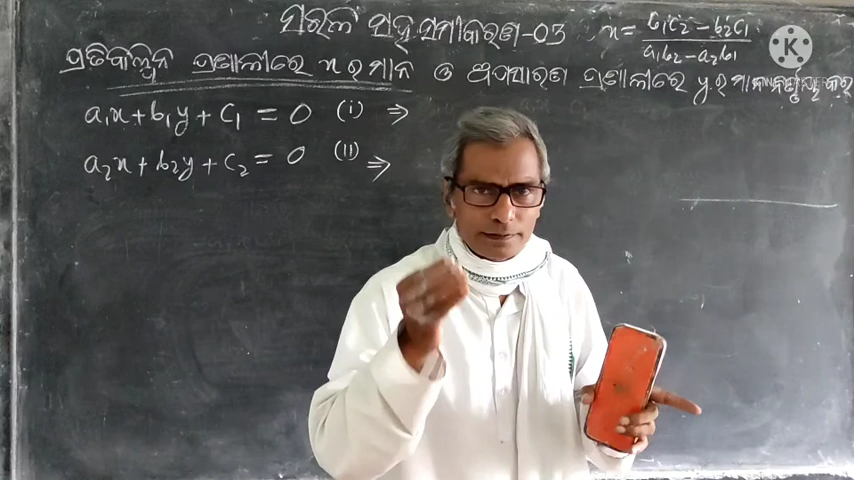 ସରଳ ସହ ସମୀକରଣ-03 x = b₁c₂ - b₂c₁ / a₁b₂ - a₂b₁
ପ୍ରତିକଳ୍ପନ ପ୍ରଣାଳୀରେ x ର ମାନ ଓ ଅପସାରଣ ପ୍ରଣାଳୀରେ y ର ମାନ କର
a₁x + b₁y + c₁ = 0 (i) ⇒
a₂x + b₂y + c₂ = 0 (II) ⇒